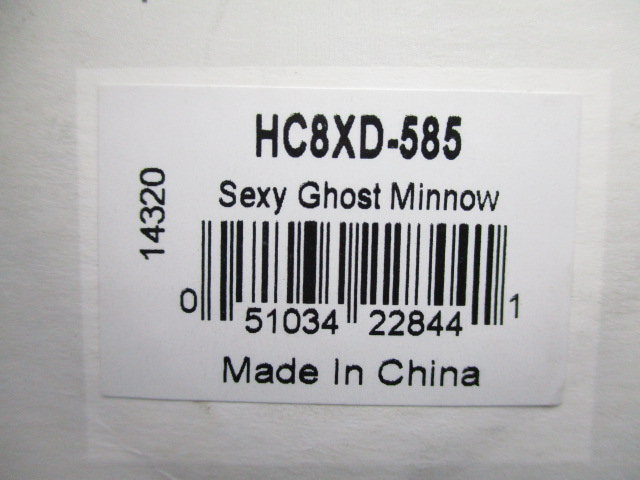 HC8XD-585
Sexy Ghost Minnow
14320
0 51034 22844 1
Made In China